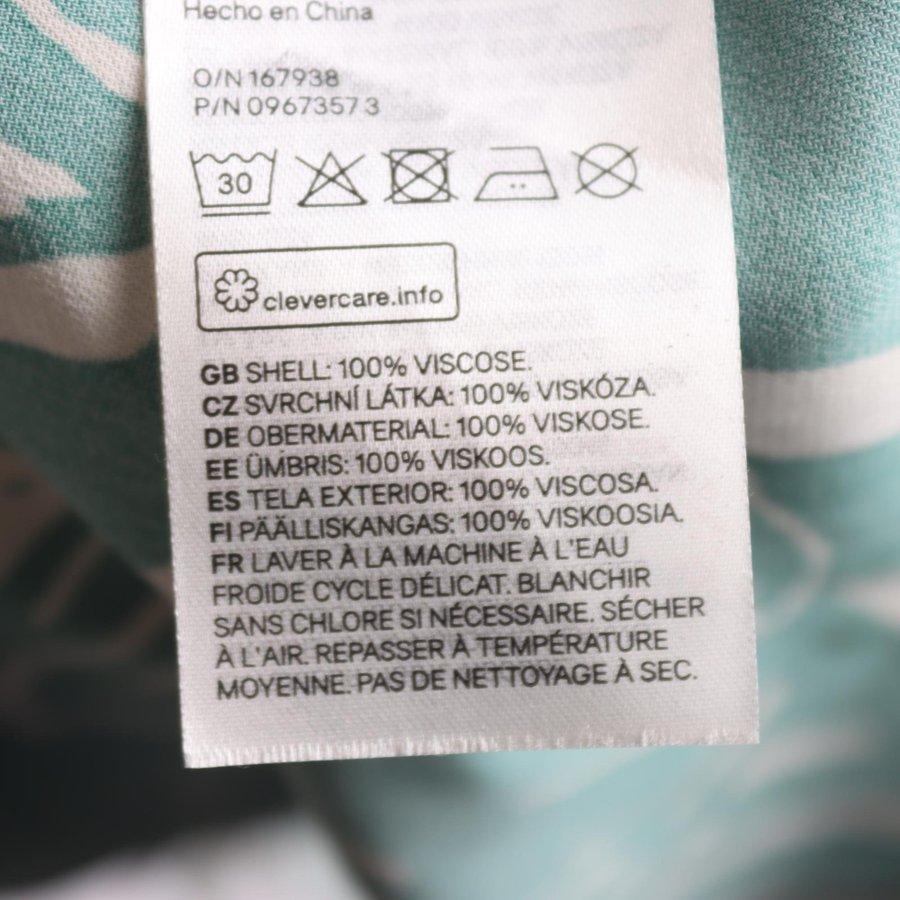 Hecho en China
O/N 167938
P/N 0967357 3
30
clevercare.info
GB SHELL: 100% VISCOSE.
CZ SVRCHNÍ LÁTKA: 100% VISKÓZA.
DE OBERMATERIAL: 100% VISKOSE.
EE ÜMBRIS: 100% VISKOOS.
ES TELA EXTERIOR: 100% VISCOSA.
FI PÄÄLLISKANGAS: 100% VISKOOSIA.
FR LAVER À LA MACHINE À L'EAU
FROIDE CYCLE DÉLICAT. BLANCHIR
SANS CHLORE SI NÉCESSAIRE. SÉCHER
À L'AIR. REPASSER À TEMPÉRATURE
MOYENNE. PAS DE NETTOYAGE À SEC.